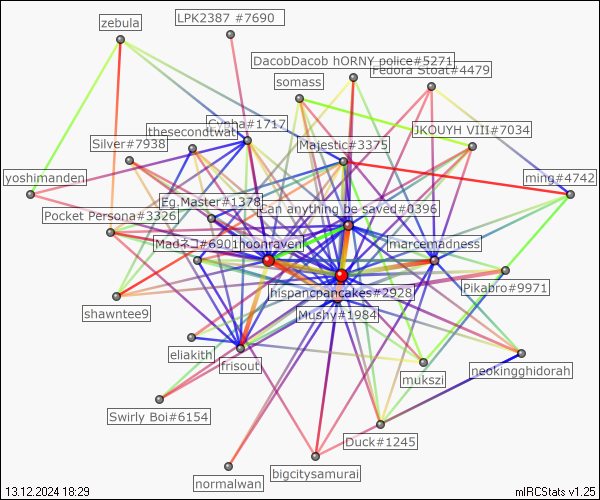 LPK2387 #7690
zebula
DacobDacob hORNY police#5271
Fedora Stoat#4479
somass
Cypha#1717
thesecondtwat
JKOUYH VIII#7034
Silver#7938
Majestic#3375
yoshimanden
ming#4742
Eg.Master#1378
Can anything be saved#0396
Pocket Persona#3326
Madネコ#6901
hoonraven
marcemadness
Pikabro#9971
hispancpancakes#2928
shawntee9
Mushy#1984
eliakith
frisout
neokingghidorah
mukszi
Swirly Boi#6154
Duck#1245
bigcitysamurai
normalwan
13.12.2024 18:29
mIRCStats v1.25